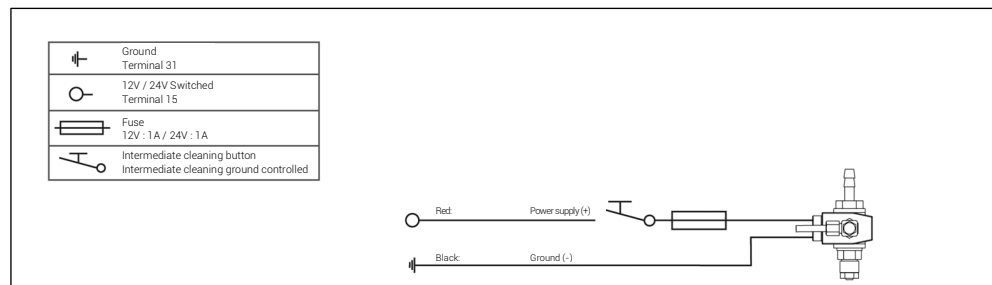 Ground
Terminal 31
12V / 24V Switched
Terminal 15
Fuse
12V : 1A / 24V : 1A
Intermediate cleaning button
Intermediate cleaning ground controlled
Red: Power supply (+)
Black: Ground (-)